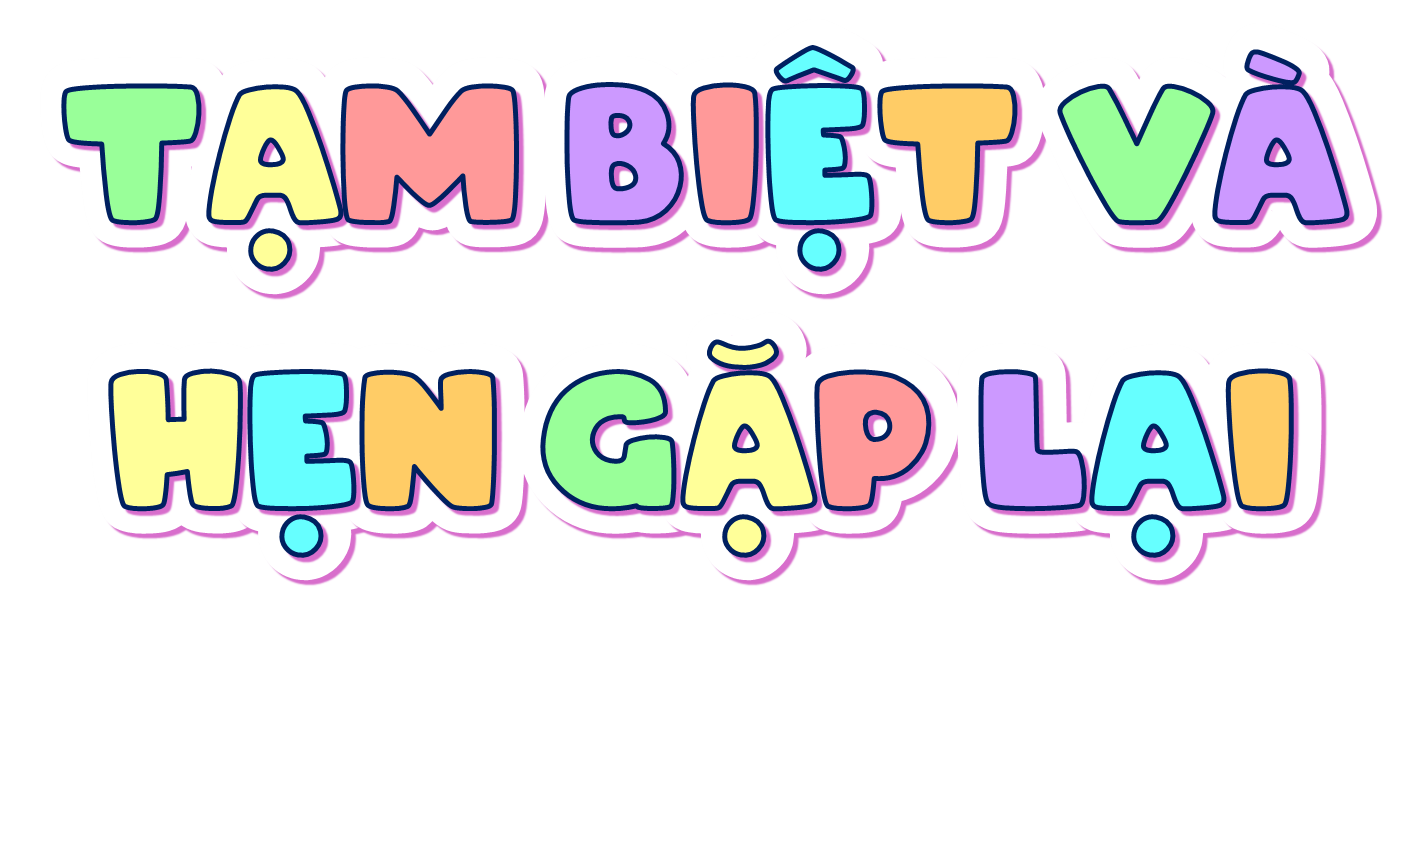 TẠM BIỆT VÀ
HẸN GẶP LẠI